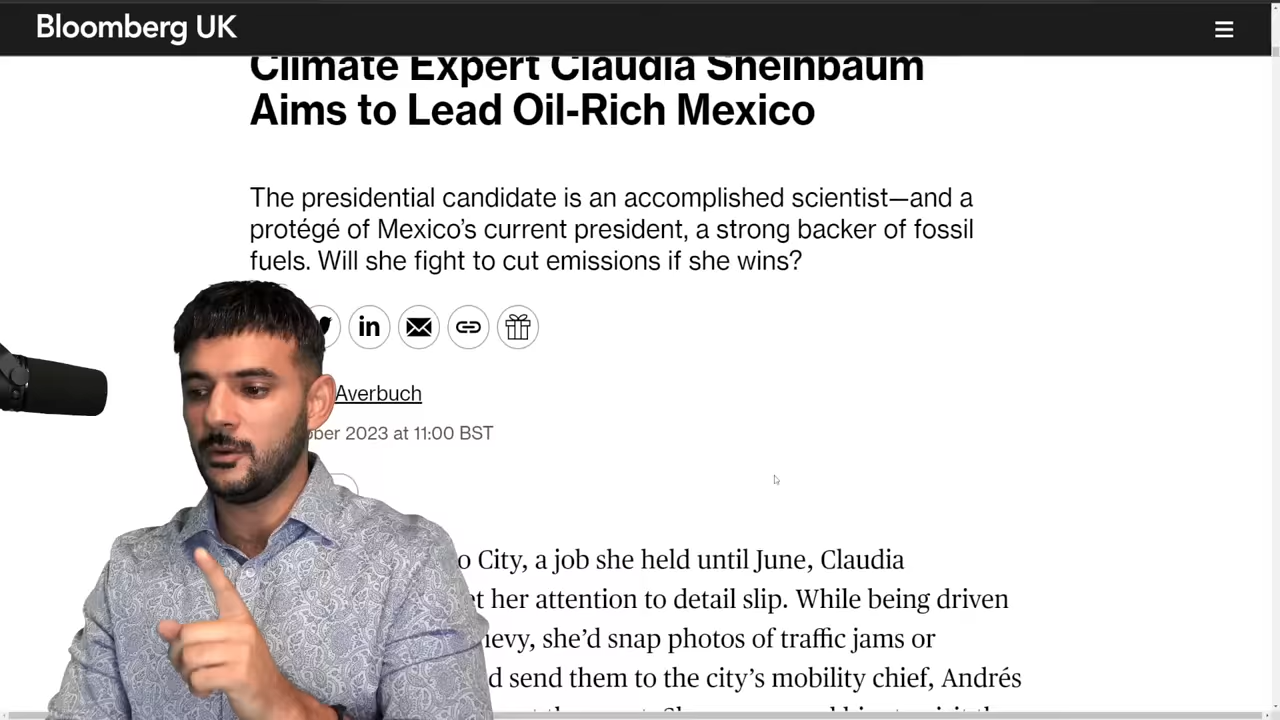 Bloomberg UK
Climate Expert Claudia Sheinbaum
Aims to Lead Oil-Rich Mexico
The presidential candidate is an accomplished scientist—and a
protégé of Mexico's current president, a strong backer of fossil
fuels. Will she fight to cut emissions if she wins?
in
Averbuch
2023 at 11:00 BST
City, a job she held until June, Claudia
her attention to detail slip. While being driven
she'd snap photos of traffic jams or
send them to the city's mobility chief, Andrés